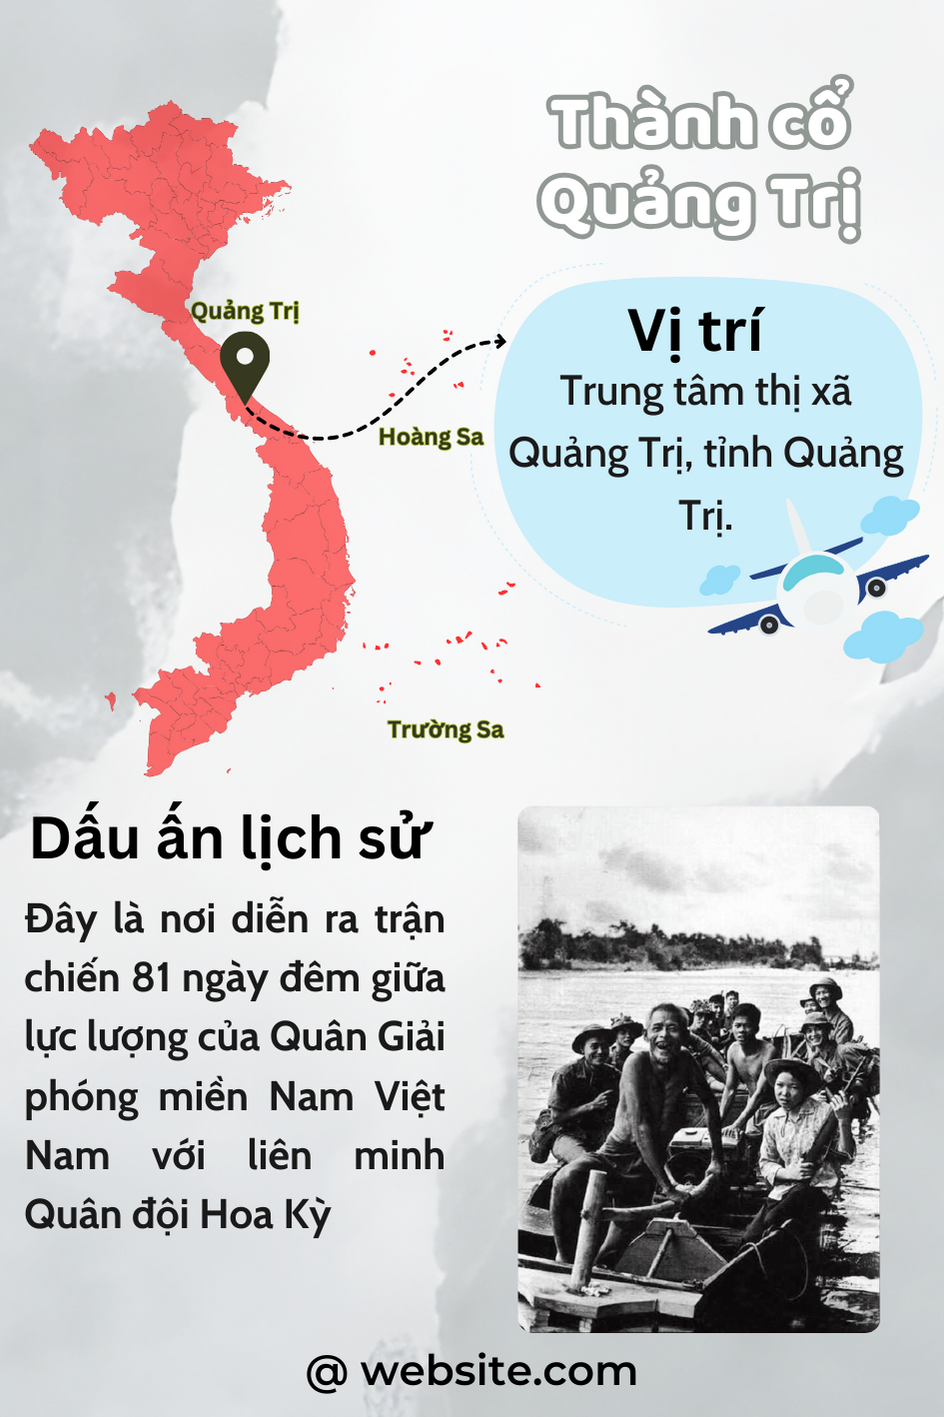 Thành cổ
Quảng Trị
Quảng Trị
Vị trí
Trung tâm thị xã
Quảng Trị, tỉnh Quảng
Trị.
Hoàng Sa
Trường Sa
Dấu ấn lịch sử
Đây là nơi diễn ra trận
chiến 81 ngày đêm giữa
lực lượng của Quân Giải
phóng miền Nam Việt
Nam với liên minh
Quân đội Hoa Kỳ
@ website.com